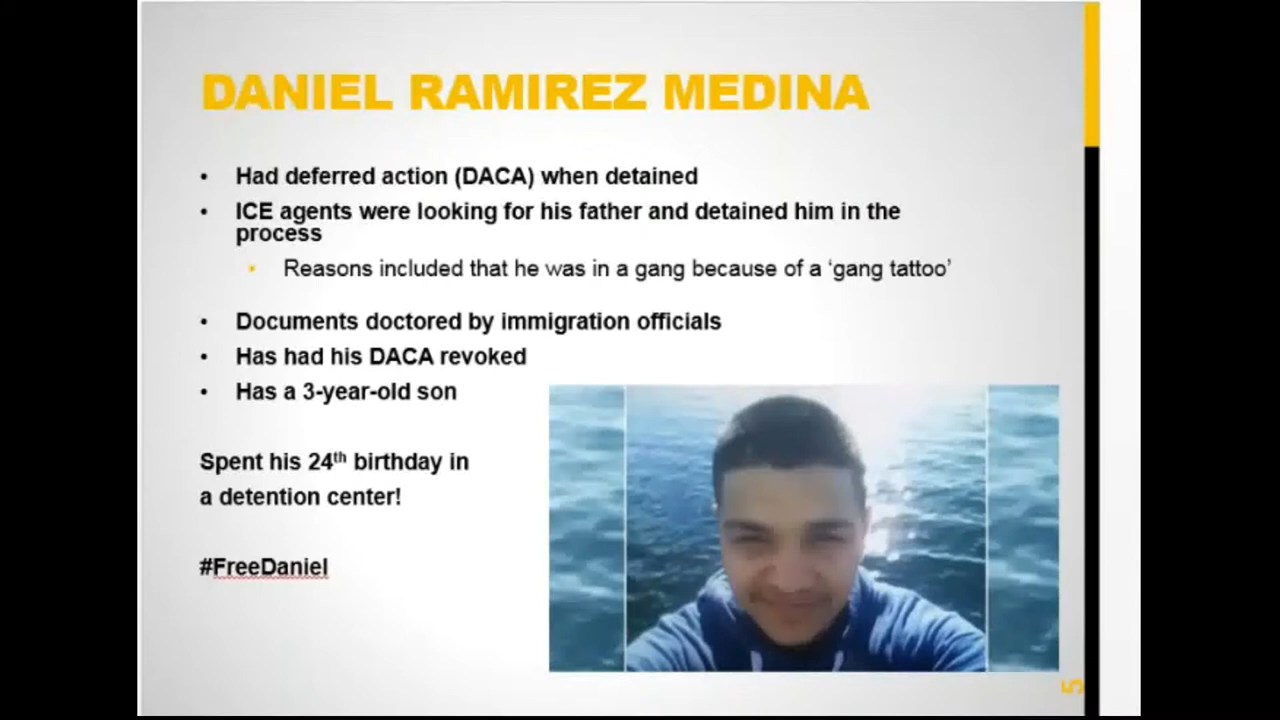 DANIEL RAMIREZ MEDINA
• Had deferred action (DACA) when detained
• ICE agents were looking for his father and detained him in the
process
• Reasons included that he was in a gang because of a ‘gang tattoo’
• Documents doctored by immigration officials
• Has had his DACA revoked
• Has a 3-year-old son
Spent his 24th birthday in
a detention center!
#FreeDaniel
5